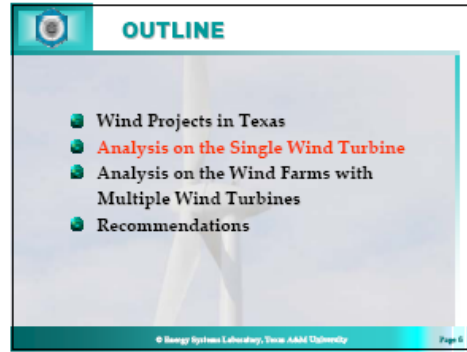 OUTLINE
Wind Projects in Texas
Analysis on the Single Wind Turbine
Analysis on the Wind Farms with
Multiple Wind Turbines
Recommendations
© Energy Systems Laboratory, Texas A&M University
Page 6